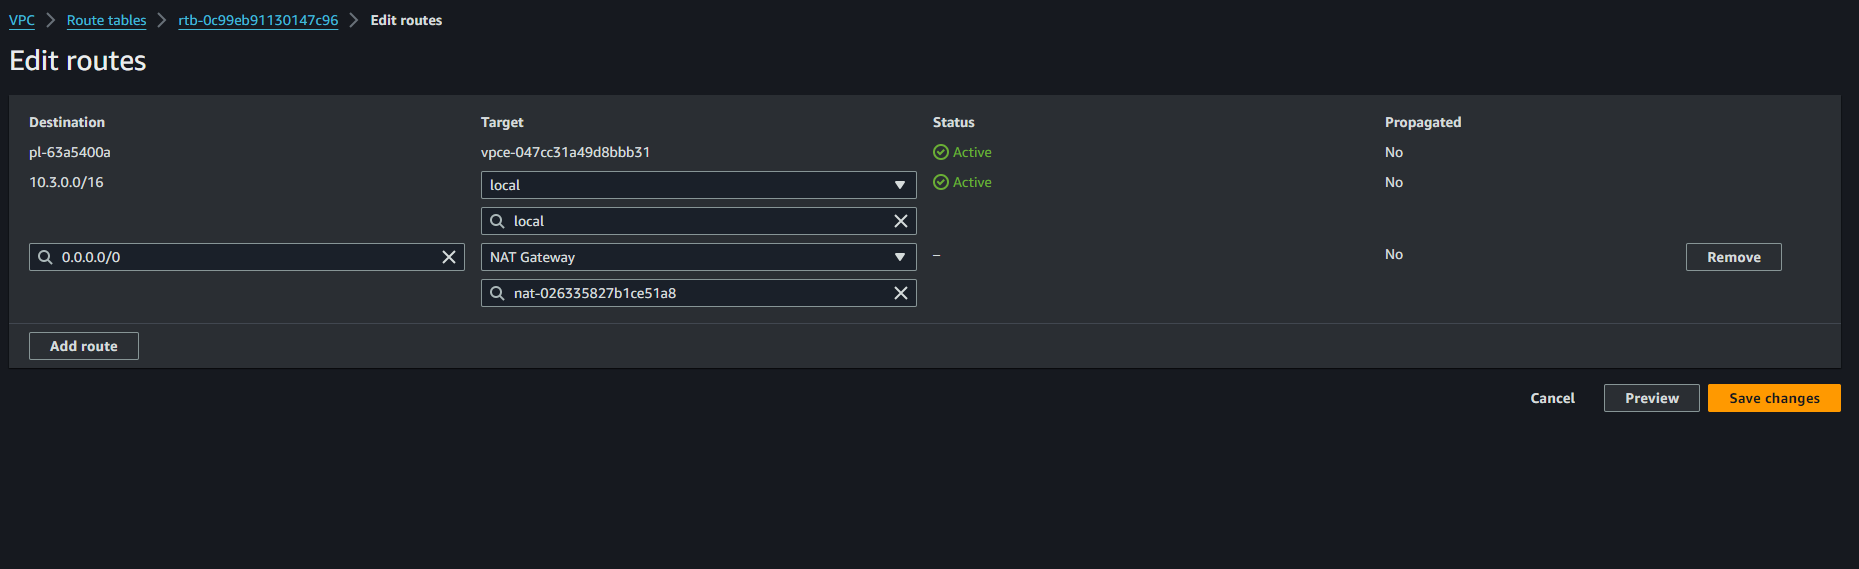 VPC > Route tables > rtb-0c99eb91130147c96 > Edit routes
Edit routes
Destination Target Status Propagated
pl-63a5400a vpce-047cc31a49d8bbb31 Active No
10.3.0.0/16 local Active No
local
0.0.0.0/0 NAT Gateway – No Remove
nat-026335827b1ce51a8
Add route
Cancel Preview Save changes